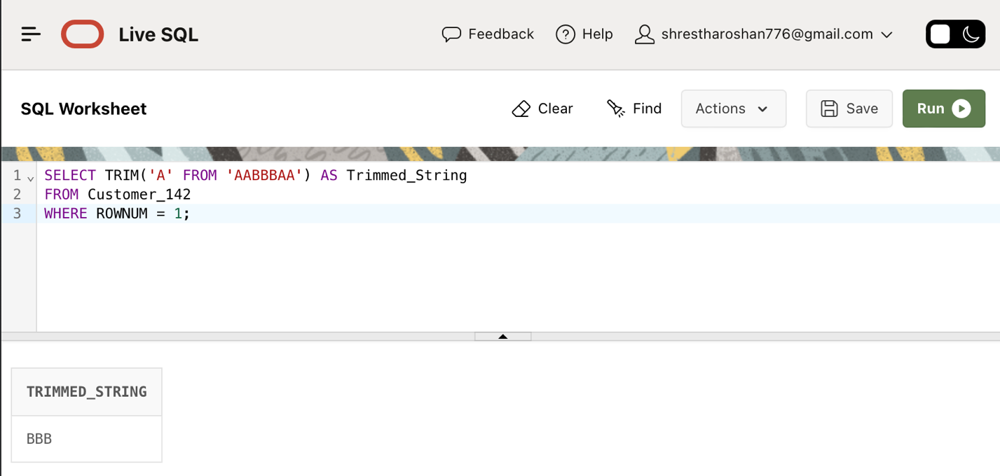 Live SQL
Feedback
Help
shrestharoshan776@gmail.com
SQL Worksheet
Clear
Find
Actions
Save
Run
1 SELECT TRIM('A' FROM 'AABBBAA') AS Trimmed_String
2 FROM Customer_142
3 WHERE ROWNUM = 1;
TRIMMED_STRING
BBB